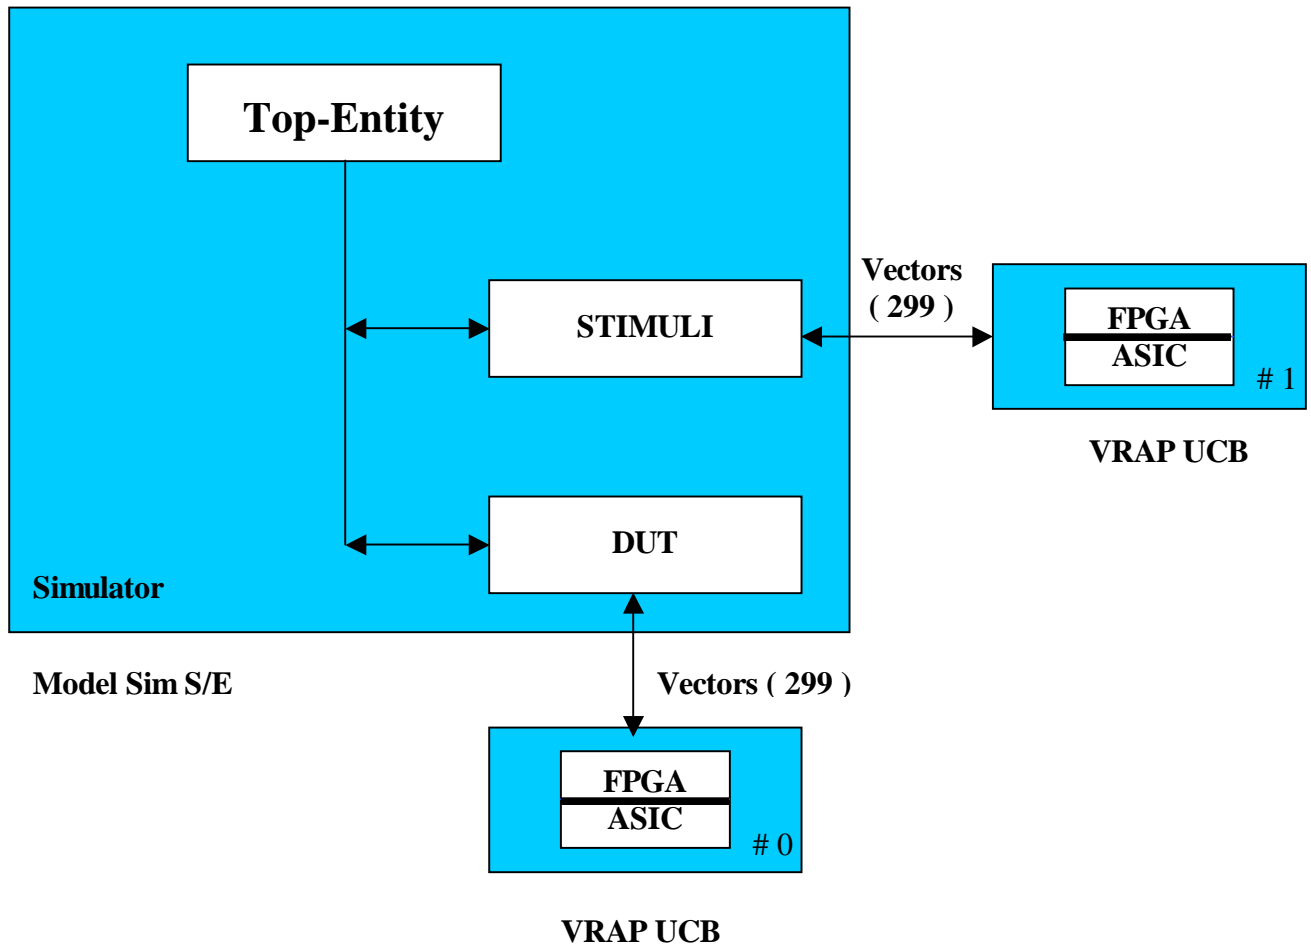 Top-Entity
Vectors
( 299 )
STIMULI
FPGA
ASIC
# 1
VRAP UCB
DUT
Simulator
Model Sim S/E
Vectors ( 299 )
FPGA
ASIC
# 0
VRAP UCB